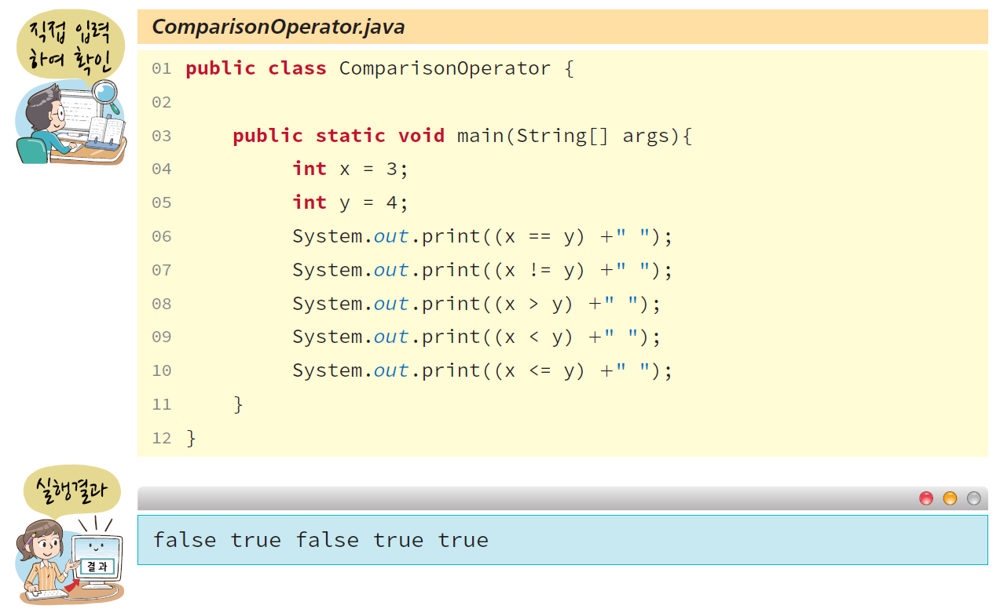 직접 입력
하여 확인
ComparisonOperator.java
01 public class ComparisonOperator {
02
03     public static void main(String[] args){
04          int x = 3;
05          int y = 4;
06          System.out.print((x == y) +" ");
07          System.out.print((x != y) +" ");
08          System.out.print((x > y) +" ");
09          System.out.print((x < y) +" ");
10          System.out.print((x <= y) +" ");
11     }
12 }
실행결과
결과
false true false true true